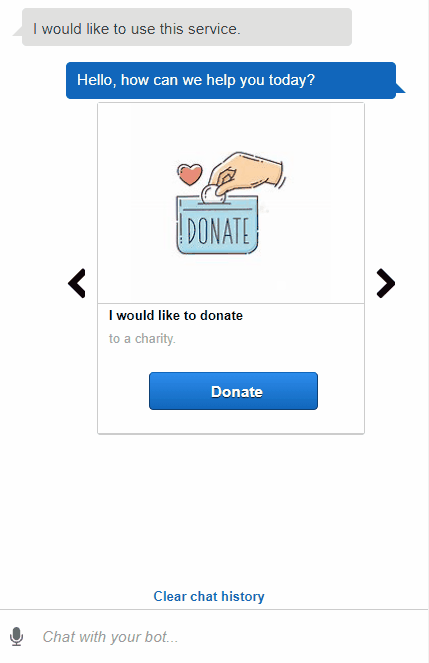 I would like to use this service.
Hello, how can we help you today?
DONATE
I would like to donate
to a charity.
Donate
Clear chat history
Chat with your bot...